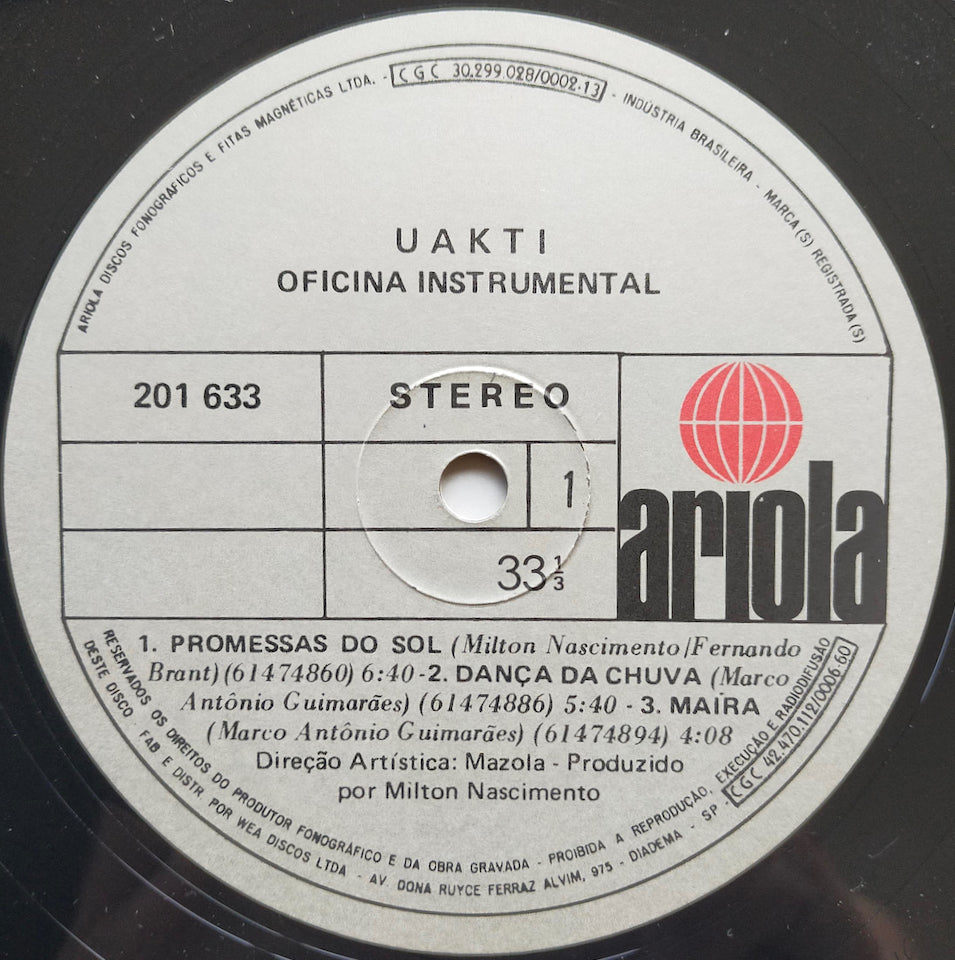 ARIOLA DISCOS FONOGRÁFICOS E FITAS MAGNÉTICAS LTDA. - CGC 30.299.028/0002-13 - INDÚSTRIA BRASILEIRA - MARCA(S) REGISTRADA(S)
UAKTI
OFICINA INSTRUMENTAL
201 633
STEREO
1
33 1/3
ariola
1. PROMESSAS DO SOL (Milton Nascimento/Fernando
Brant)(61474860) 6:40-2. DANÇA DA CHUVA (Marco
Antônio Guimarães) (61474886) 5:40 - 3. MAÍRA
(Marco Antônio Guimarães) (61474894) 4:08
Direção Artística: Mazola - Produzido
por Milton Nascimento
RESERVADOS OS DIREITOS DO PRODUTOR FONOGRÁFICO E DA OBRA GRAVADA - PROIBIDA A REPRODUÇÃO, EXECUÇÃO E RADIODIFUSÃO
DESTE DISCO FAB E DISTR. POR WEA DISCOS LTDA - AV. DONA RUYCE FERRAZ ALVIM, 975 - DIADEMA - SP - CGC 42.470.112/0006-60